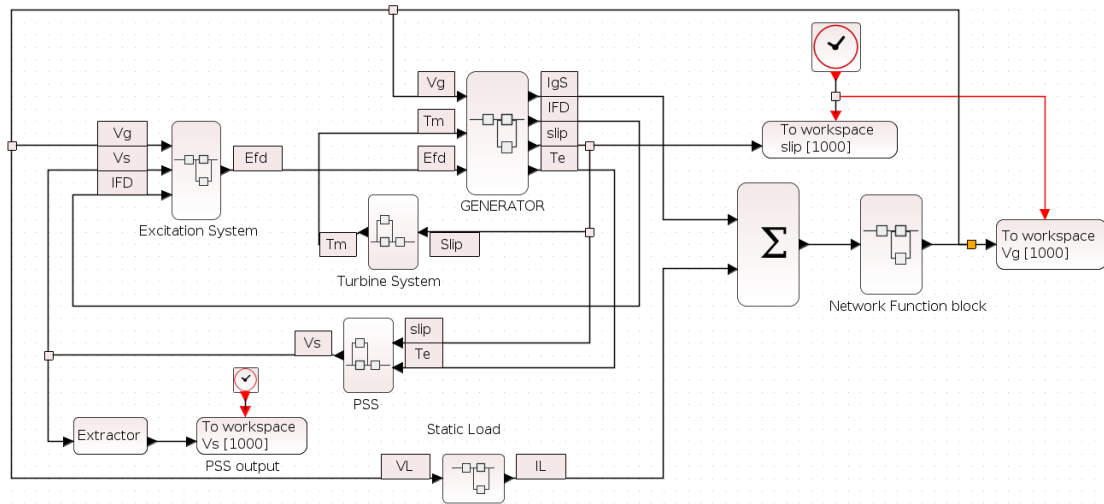 Vg
IgS
IFD
Tm
slip
Efd
Te
GENERATOR
Vg
Vs
IFD
Efd
Excitation System
To workspace
slip [1000]
Tm
Slip
Turbine System
Σ
To workspace
Vg [1000]
Network Function block
Vs
slip
Te
PSS
Extractor
To workspace
Vs [1000]
PSS output
Static Load
VL
IL